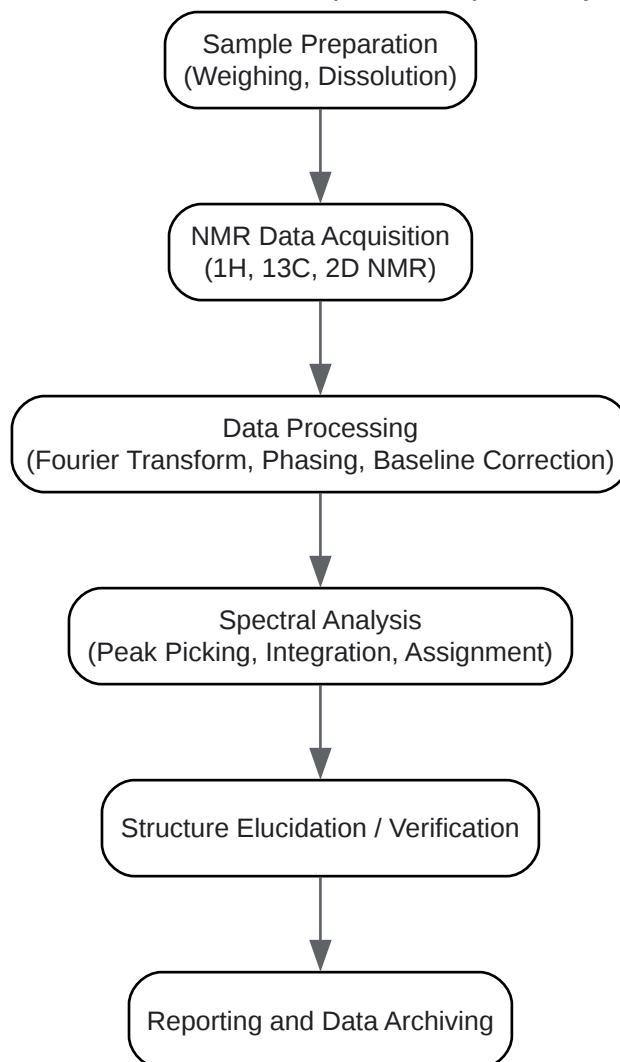 Sample Preparation
(Weighing, Dissolution)
NMR Data Acquisition
(1H, 13C, 2D NMR)
Data Processing
(Fourier Transform, Phasing, Baseline Correction)
Spectral Analysis
(Peak Picking, Integration, Assignment)
Structure Elucidation / Verification
Reporting and Data Archiving